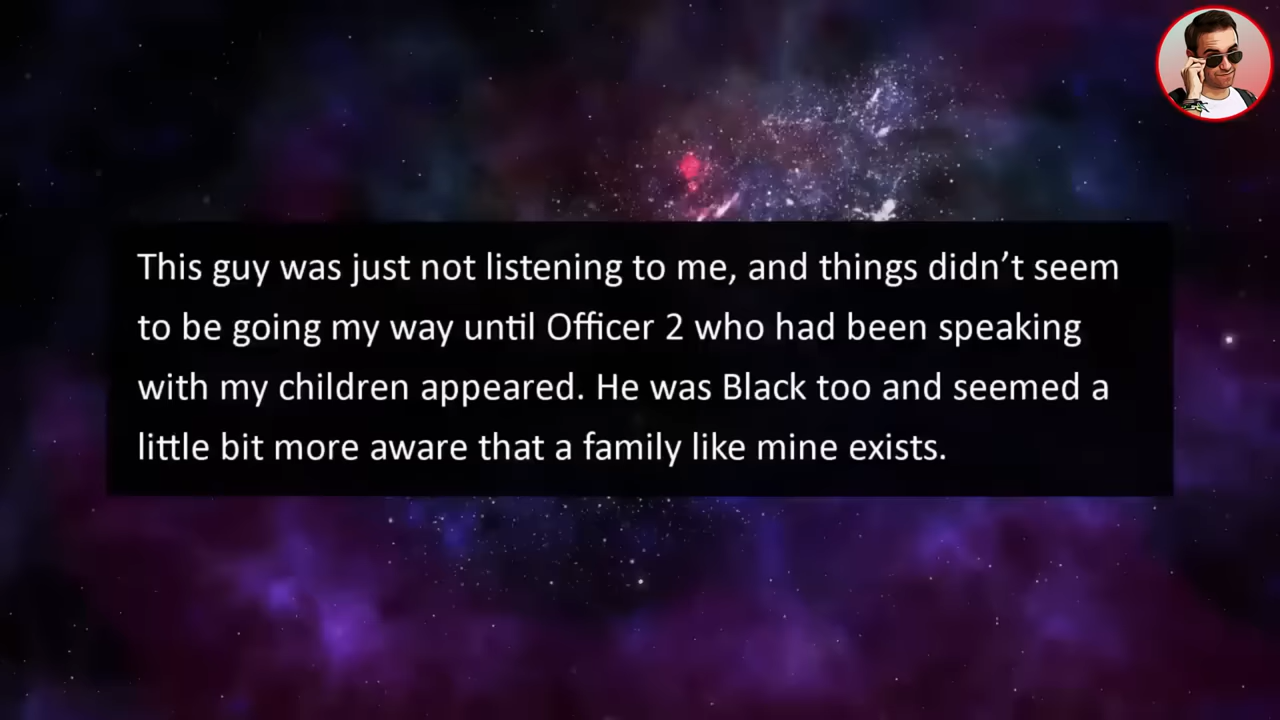 This guy was just not listening to me, and things didn’t seem
to be going my way until Officer 2 who had been speaking
with my children appeared. He was Black too and seemed a
little bit more aware that a family like mine exists.